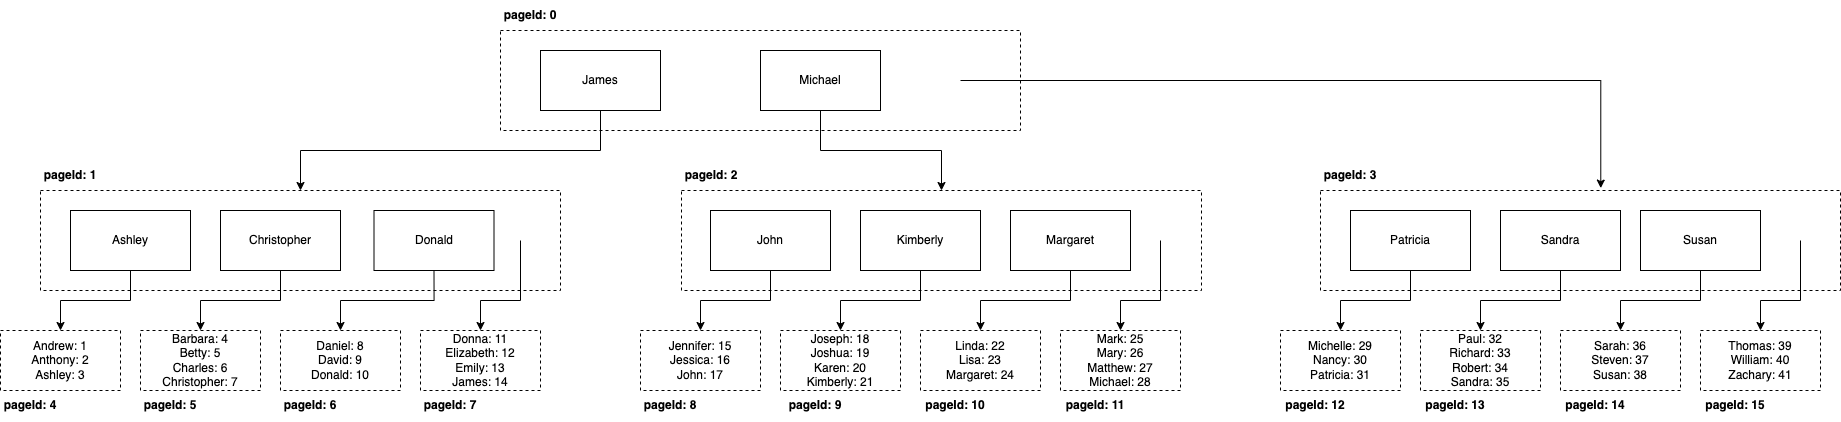 pageId: 0
James
Michael
pageId: 1
pageId: 2
pageId: 3
Ashley
Christopher
Donald
John
Kimberly
Margaret
Patricia
Sandra
Susan
Andrew: 1
Anthony: 2
Ashley: 3
Barbara: 4
Betty: 5
Charles: 6
Christopher: 7
Daniel: 8
David: 9
Donald: 10
Donna: 11
Elizabeth: 12
Emily: 13
James: 14
Jennifer: 15
Jessica: 16
John: 17
Joseph: 18
Joshua: 19
Karen: 20
Kimberly: 21
Linda: 22
Lisa: 23
Margaret: 24
Mark: 25
Mary: 26
Matthew: 27
Michael: 28
Michelle: 29
Nancy: 30
Patricia: 31
Paul: 32
Richard: 33
Robert: 34
Sandra: 35
Sarah: 36
Steven: 37
Susan: 38
Thomas: 39
William: 40
Zachary: 41
pageId: 4
pageId: 5
pageId: 6
pageId: 7
pageId: 8
pageId: 9
pageId: 10
pageId: 11
pageId: 12
pageId: 13
pageId: 14
pageId: 15